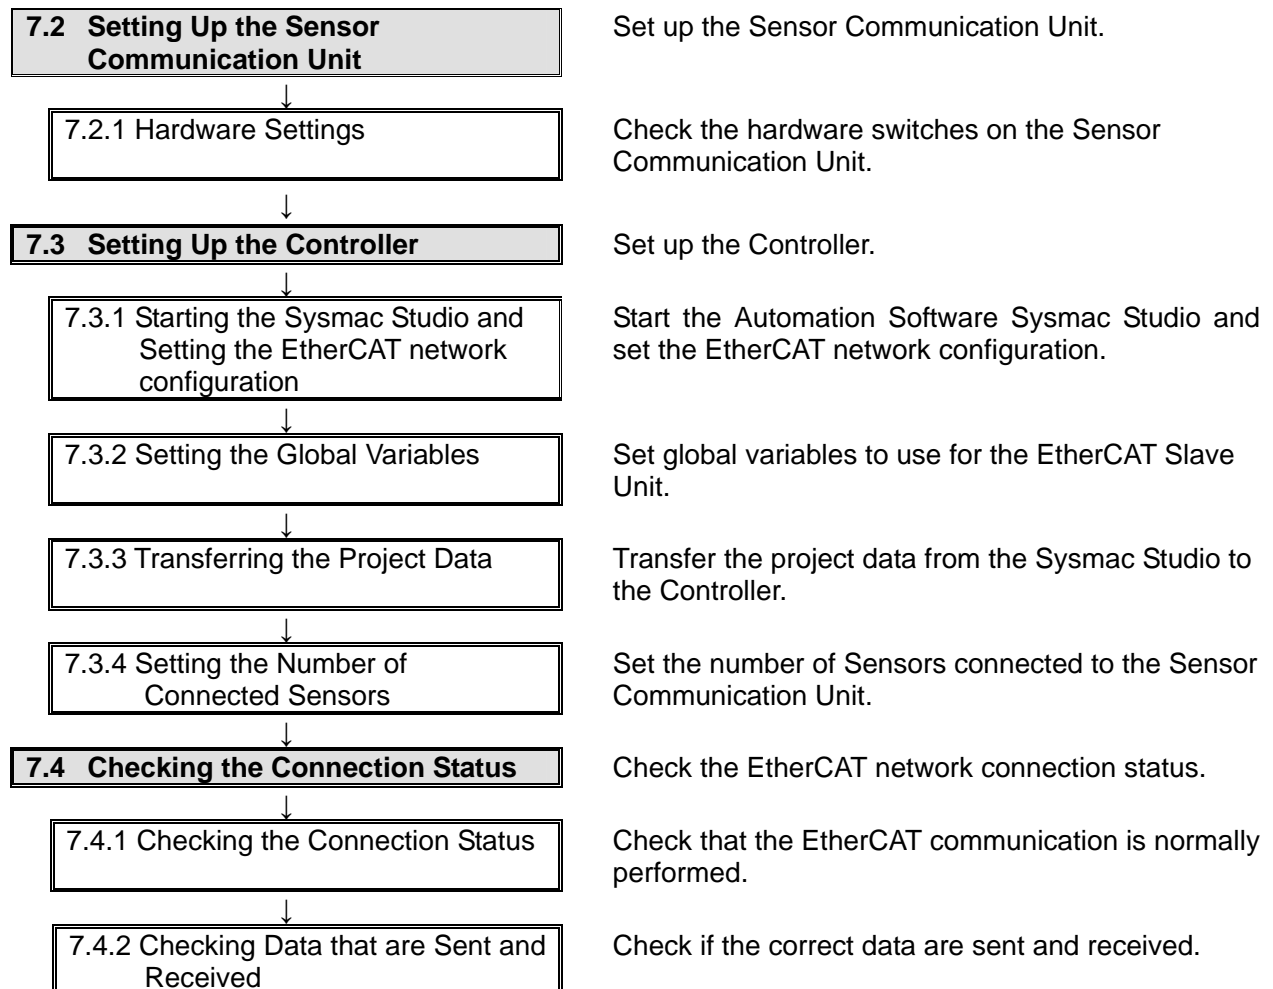 7.2 Setting Up the Sensor
Communication Unit
Set up the Sensor Communication Unit.
↓
7.2.1 Hardware Settings
Check the hardware switches on the Sensor
Communication Unit.
↓
7.3 Setting Up the Controller
Set up the Controller.
↓
7.3.1 Starting the Sysmac Studio and
Setting the EtherCAT network
configuration
Start the Automation Software Sysmac Studio and
set the EtherCAT network configuration.
↓
7.3.2 Setting the Global Variables
Set global variables to use for the EtherCAT Slave
Unit.
↓
7.3.3 Transferring the Project Data
Transfer the project data from the Sysmac Studio to
the Controller.
↓
7.3.4 Setting the Number of
Connected Sensors
Set the number of Sensors connected to the Sensor
Communication Unit.
↓
7.4 Checking the Connection Status
Check the EtherCAT network connection status.
↓
7.4.1 Checking the Connection Status
Check that the EtherCAT communication is normally
performed.
↓
7.4.2 Checking Data that are Sent and
Received
Check if the correct data are sent and received.